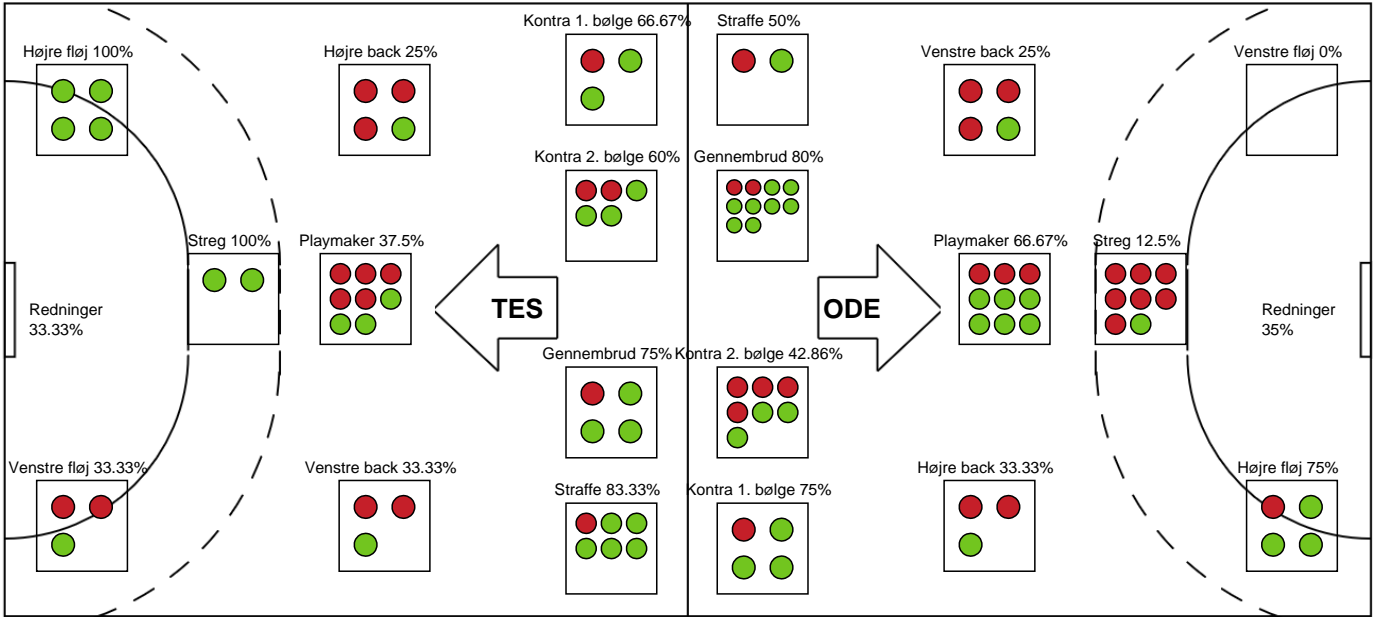 Kontra 1. bølge 66.67%
Straffe 50%
Højre fløj 100%
Højre back 25%
Venstre back 25%
Venstre fløj 0%
Kontra 2. bølge 60%
Gennembrud 80%
Streg 100%
Playmaker 37.5%
Playmaker 66.67%
Streg 12.5%
Redninger
33.33%
TES
ODE
Redninger
35%
Gennembrud 75%
Kontra 2. bølge 42.86%
Venstre fløj 33.33%
Venstre back 33.33%
Højre back 33.33%
Højre fløj 75%
Straffe 83.33%
Kontra 1. bølge 75%